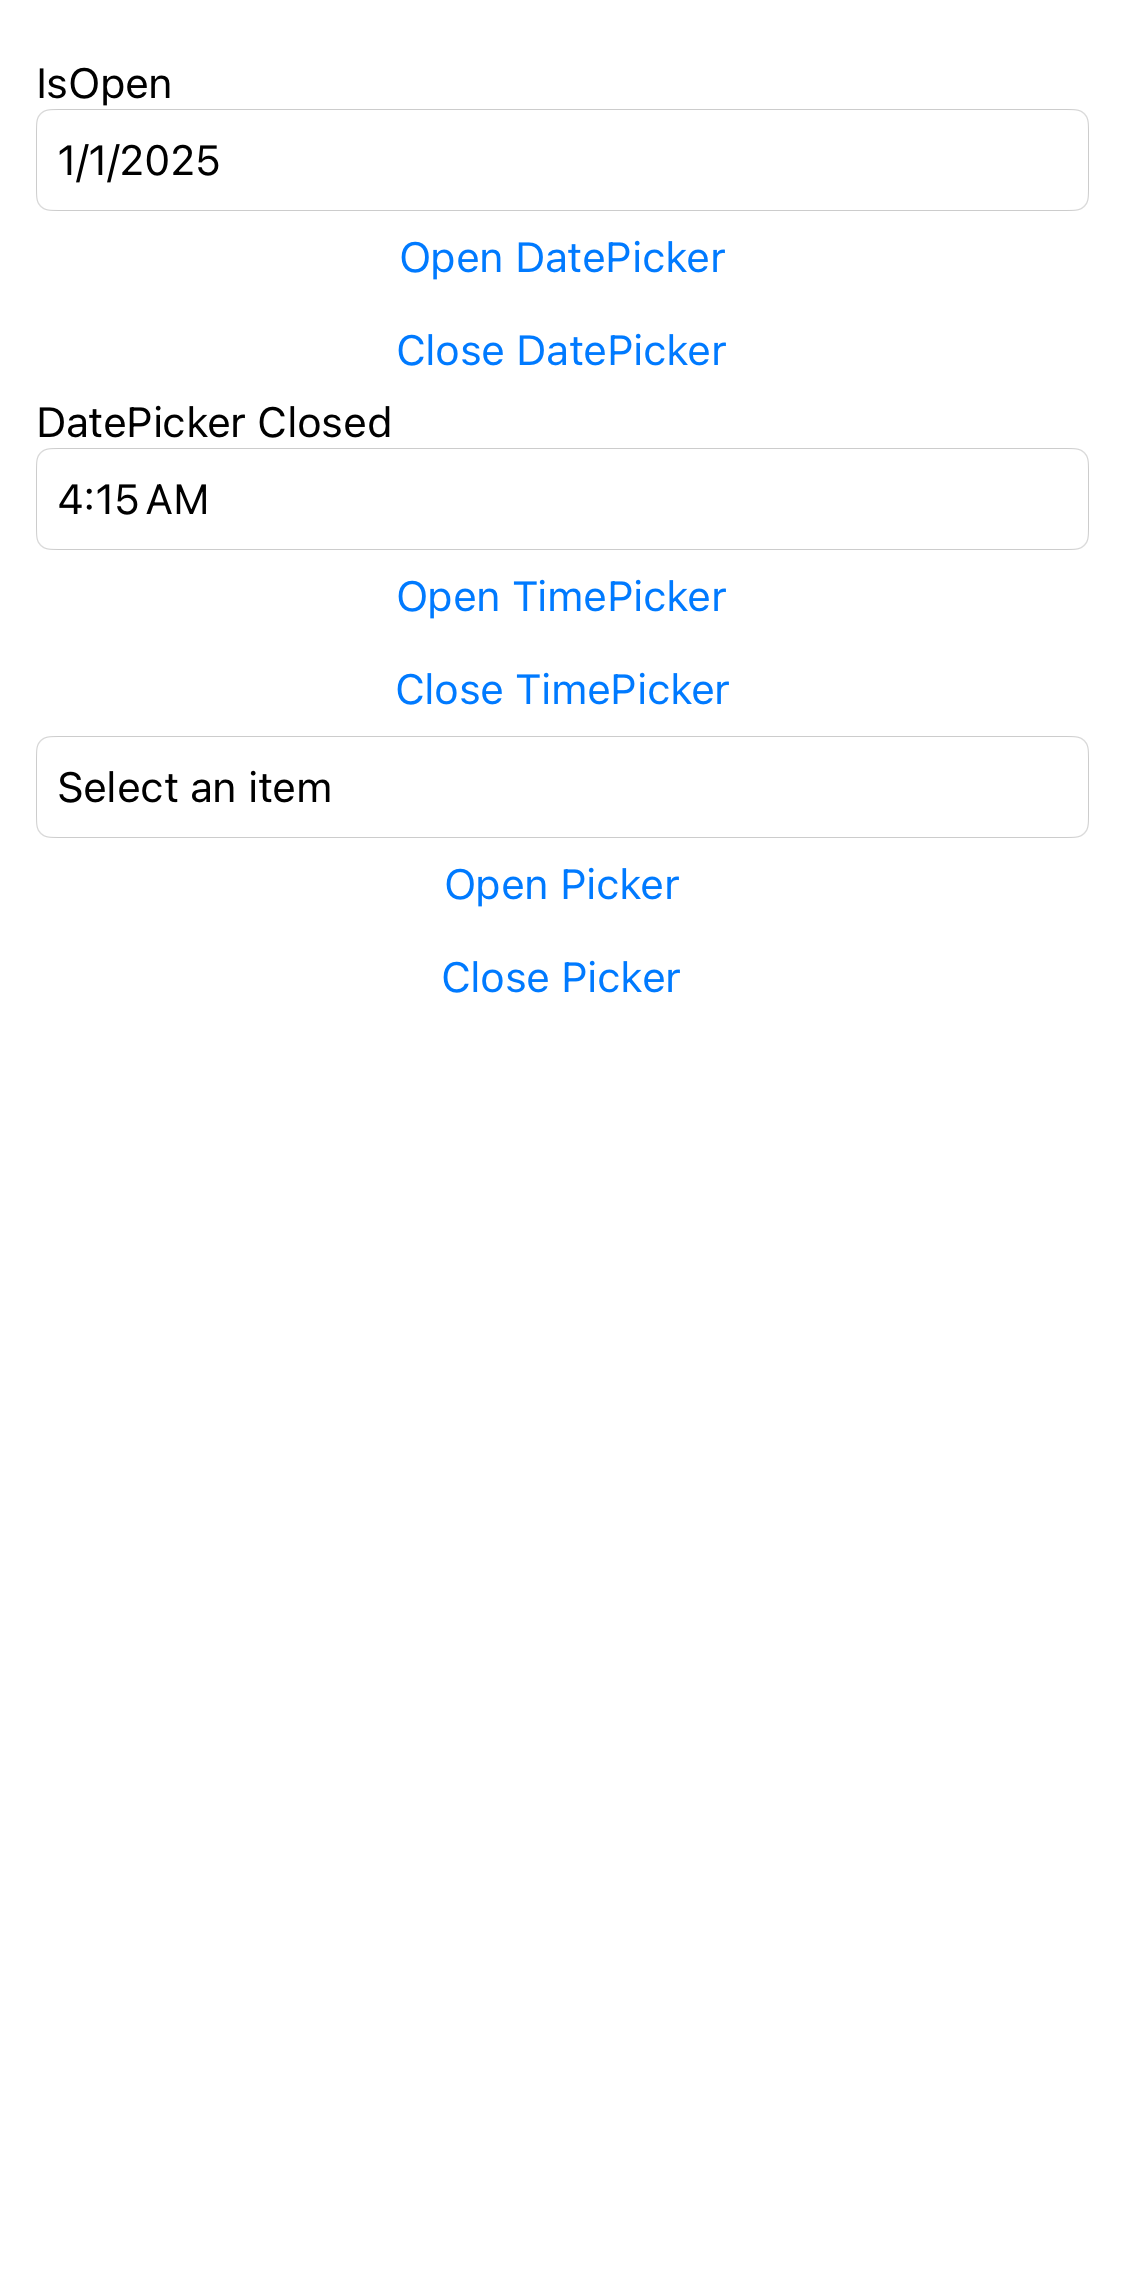 IsOpen
1/1/2025
Open DatePicker
Close DatePicker
DatePicker Closed
4:15 AM
Open TimePicker
Close TimePicker
Select an item
Open Picker
Close Picker